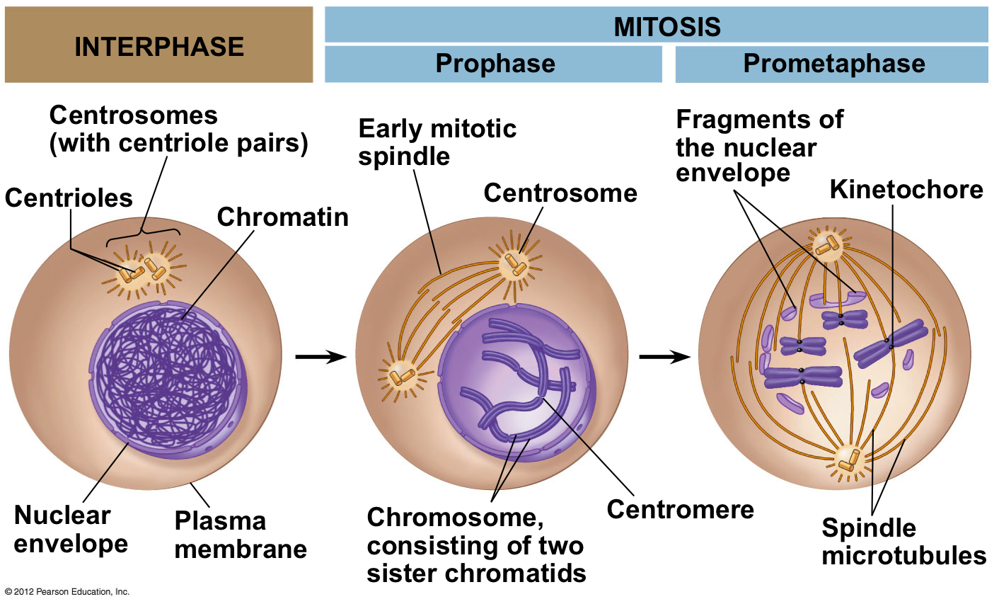 INTERPHASE
MITOSIS
Prophase
Prometaphase
Centrosomes
(with centriole pairs)
Centrioles
Chromatin
Nuclear
envelope
Plasma
membrane
Early mitotic
spindle
Centrosome
Chromosome,
consisting of two
sister chromatids
Centromere
Fragments of
the nuclear
envelope
Kinetochore
Spindle
microtubules
© 2012 Pearson Education, Inc.